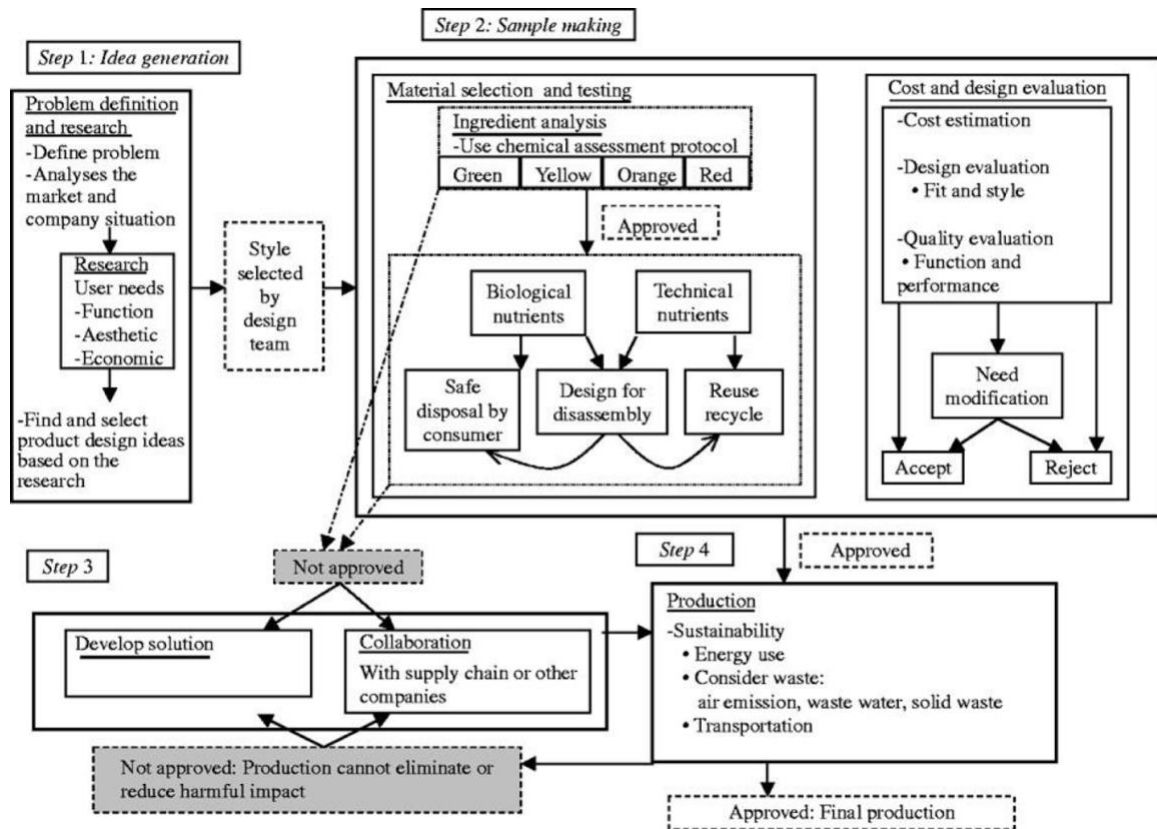 Step 1: Idea generation
Problem definition
and research
-Define problem
-Analyses the
market and
company situation
Research
User needs
-Function
-Aesthetic
-Economic
-Find and select
product design ideas
based on the
research
Style
selected
by
design
team
Step 2: Sample making
Material selection and testing
Ingredient analysis
-Use chemical assessment protocol
Green Yellow Orange Red
Approved
Biological
nutrients
Technical
nutrients
Safe
disposal by
consumer
Design for
disassembly
Reuse
recycle
Cost and design evaluation
-Cost estimation
-Design evaluation
• Fit and style
-Quality evaluation
• Function and
performance
Need
modification
Accept
Reject
Step 3
Not approved
Develop solution
Collaboration
With supply chain or other
companies
Not approved: Production cannot eliminate or
reduce harmful impact
Step 4
Approved
Production
-Sustainability
• Energy use
• Consider waste:
air emission, waste water, solid waste
• Transportation
Approved: Final production